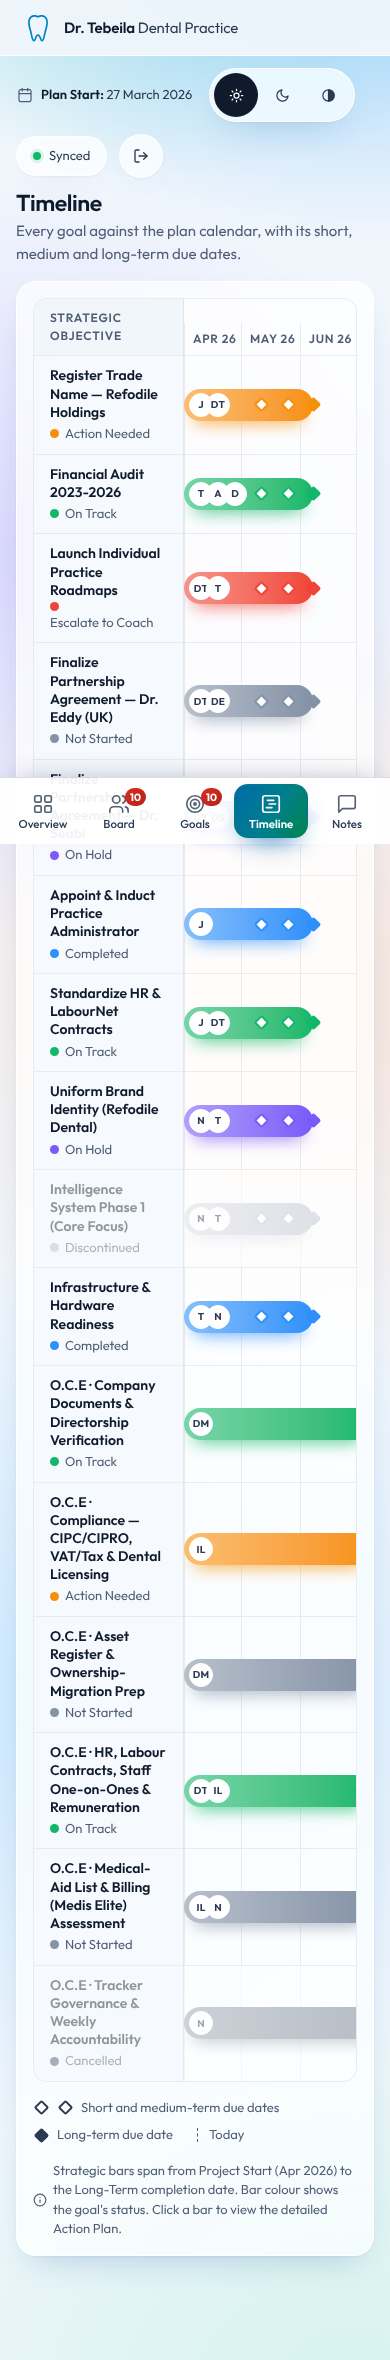 Dr. Tebeila Dental Practice
Plan Start: 27 March 2026
Synced
Timeline
Every goal against the plan calendar, with its short,
medium and long-term due dates.
STRATEGIC
OBJECTIVE
APR 26 MAY 26 JUN 26
Register Trade
Name — Refodile
Holdings
Action Needed
J DT
Financial Audit
2023-2026
On Track
T A D
Launch Individual
Practice
Roadmaps
Escalate to Coach
DT T
Finalize
Partnership
Agreement — Dr.
Eddy (UK)
Not Started
DT DE
Finalize
10 10
Overview Board Goals Timeline Notes
On Hold
Appoint & Induct
Practice
Administrator
Completed
J
Standardize HR &
LabourNet
Contracts
On Track
J DT
Uniform Brand
Identity (Refodile
Dental)
On Hold
N T
Intelligence
System Phase 1
(Core Focus)
Discontinued
N T
Infrastructure &
Hardware
Readiness
Completed
T N
O.C.E · Company
Documents &
Directorship
Verification
On Track
DM
O.C.E ·
Compliance —
CIPC/CIPRO,
VAT/Tax & Dental
Licensing
Action Needed
IL
O.C.E · Asset
Register &
Ownership-
Migration Prep
Not Started
DM
O.C.E · HR, Labour
Contracts, Staff
One-on-Ones &
Remuneration
On Track
DT IL
O.C.E · Medical-
Aid List & Billing
(Medis Elite)
Assessment
Not Started
IL N
O.C.E · Tracker
Governance &
Weekly
Accountability
Cancelled
N
Short and medium-term due dates
Long-term due date Today
Strategic bars span from Project Start (Apr 2026) to
the Long-Term completion date. Bar colour shows
the goal's status. Click a bar to view the detailed
Action Plan.